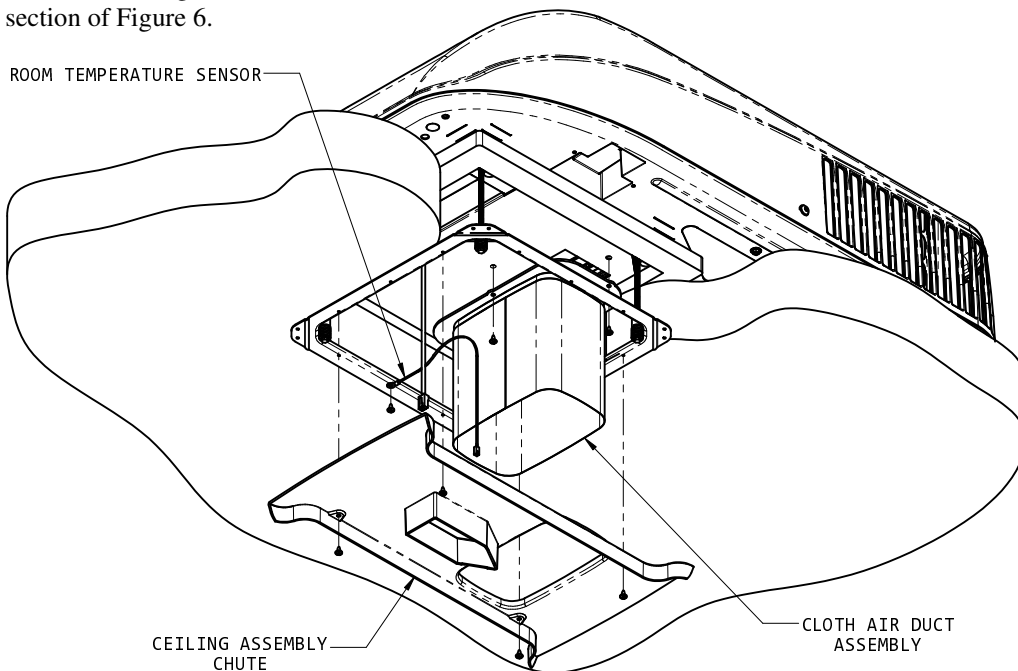 section of Figure 6.
ROOM TEMPERATURE SENSOR
CEILING ASSEMBLY
CHUTE
CLOTH AIR DUCT
ASSEMBLY